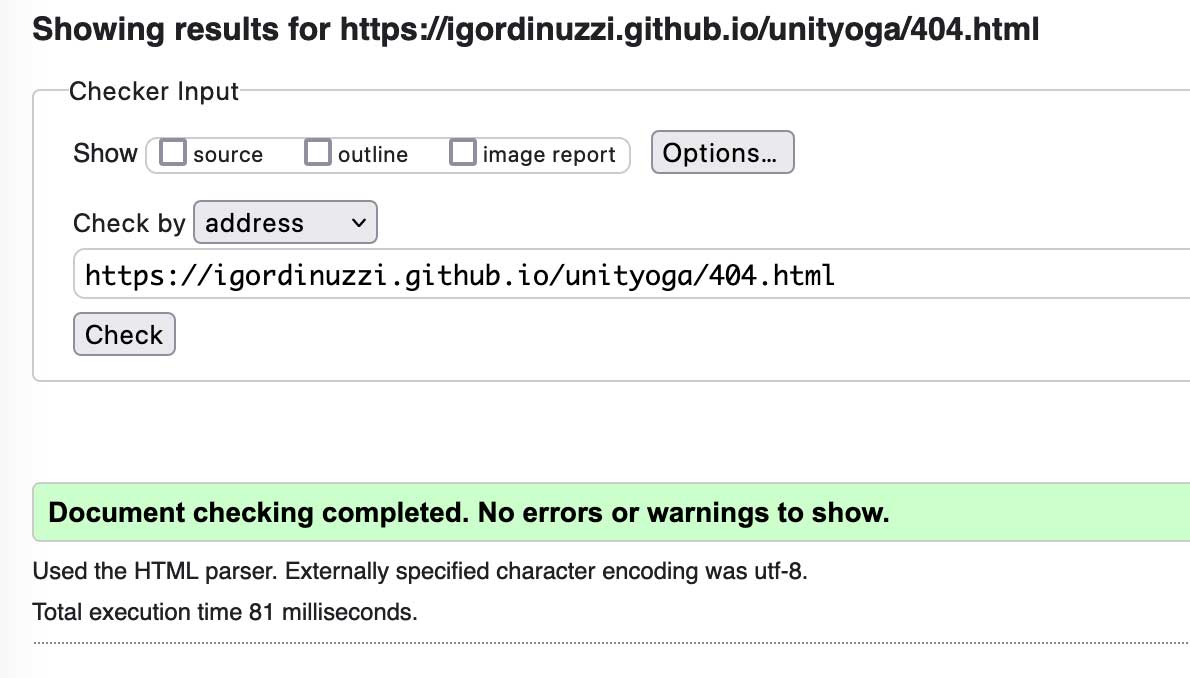 Showing results for https://igordinuzzi.github.io/unityoga/404.html
Checker Input
Show source outline image report Options...
Check by address
https://igordinuzzi.github.io/unityoga/404.html
Check
Document checking completed. No errors or warnings to show.
Used the HTML parser. Externally specified character encoding was utf-8.
Total execution time 81 milliseconds.